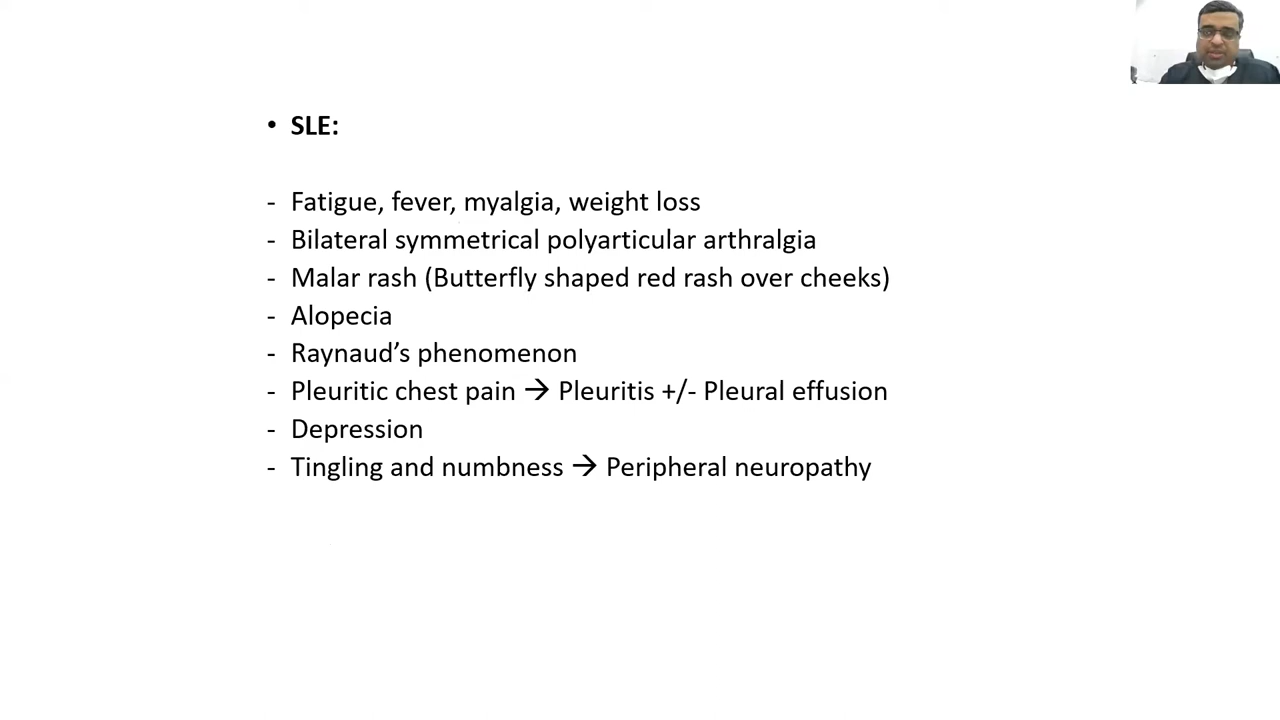 • SLE:
- Fatigue, fever, myalgia, weight loss
- Bilateral symmetrical polyarticular arthralgia
- Malar rash (Butterfly shaped red rash over cheeks)
- Alopecia
- Raynaud’s phenomenon
- Pleuritic chest pain → Pleuritis +/- Pleural effusion
- Depression
- Tingling and numbness → Peripheral neuropathy